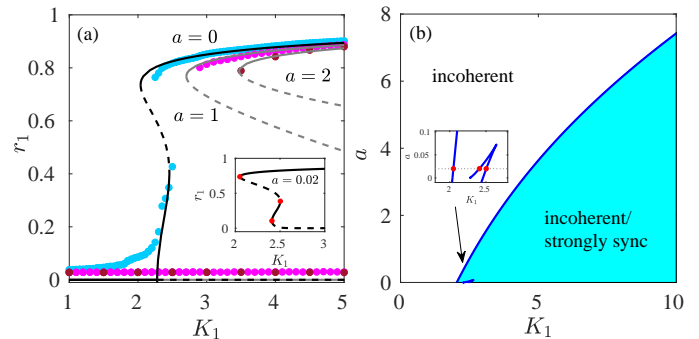 (a)
a = 0
a = 1
a = 2
r₁
1
0.8
0.6
0.4
0.2
0
1 2 3 4 5
K₁
r₁
1
0.5
0
a = 0.02
2 2.5 3
K₁
(b)
incoherent
incoherent/
strongly sync
a
8
6
4
2
0
0 5 10
K₁
a
0.1
0.05
0
2 2.5
K₁